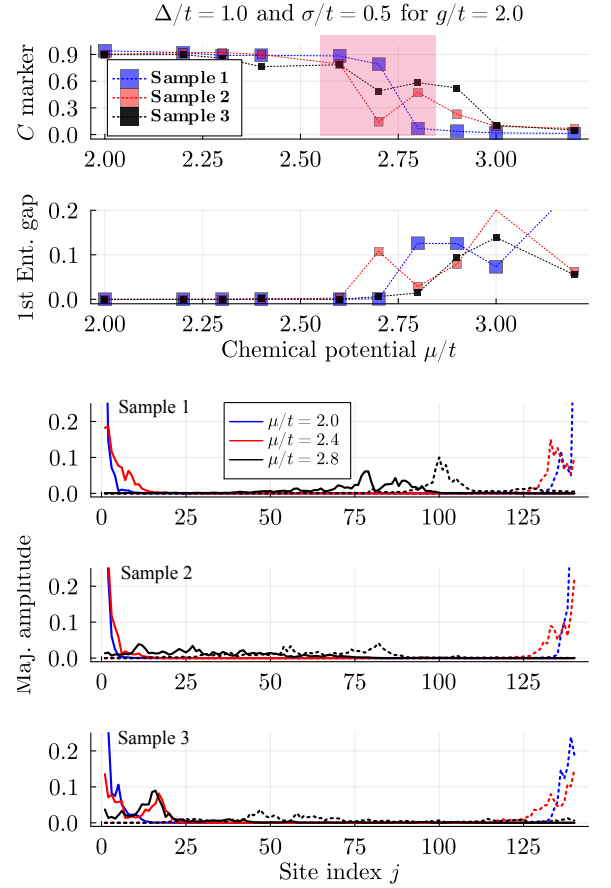 Δ/t = 1.0 and σ/t = 0.5 for g/t = 2.0
C marker
0.9
0.6
0.3
0.0
Sample 1
Sample 2
Sample 3
2.00
2.25
2.50
2.75
3.00
1st Ent. gap
0.2
0.1
0.0
2.00
2.25
2.50
2.75
3.00
Chemical potential μ/t
Maj. amplitude
Sample 1
μ/t = 2.0
μ/t = 2.4
μ/t = 2.8
0.2
0.1
0.0
0
25
50
75
100
125
Sample 2
0.2
0.1
0.0
0
25
50
75
100
125
Sample 3
0.2
0.1
0.0
0
25
50
75
100
125
Site index j